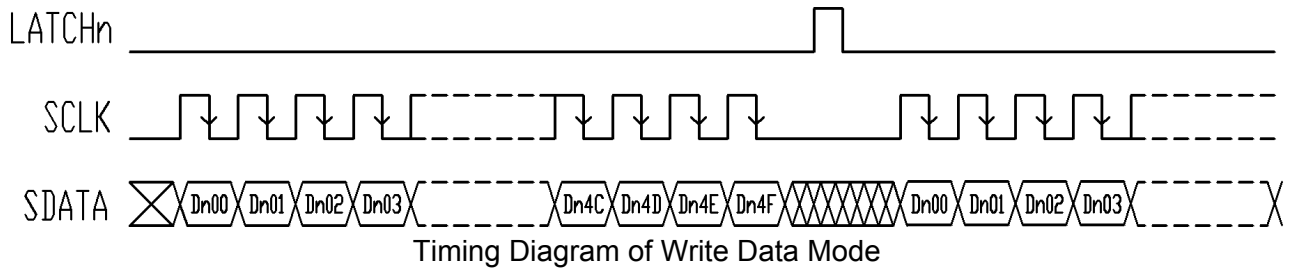 LATCHn
SCLK
SDATA Dn00 Dn01 Dn02 Dn03 Dn4C Dn4D Dn4E Dn4F Dn00 Dn01 Dn02 Dn03
Timing Diagram of Write Data Mode